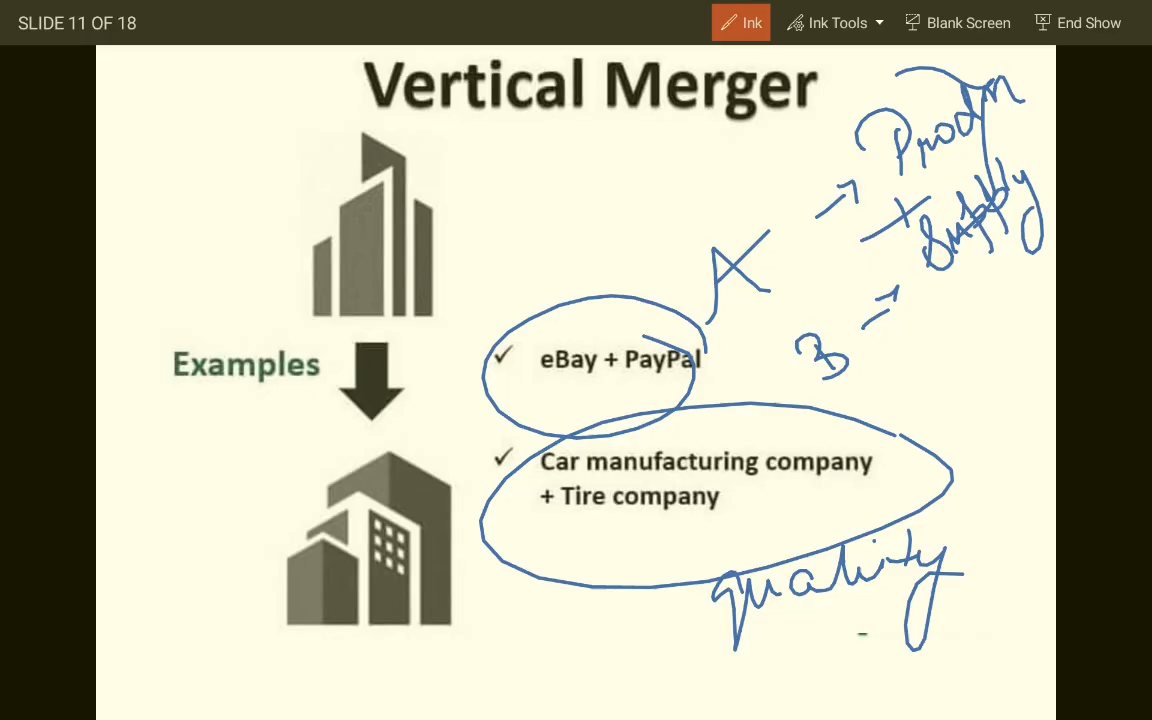 SLIDE 11 OF 18 Ink Ink Tools Blank Screen End Show
Vertical Merger
Prodn
+ Supply
A
B
Examples
✓ eBay + PayPal
✓ Car manufacturing company
+ Tire company
quality